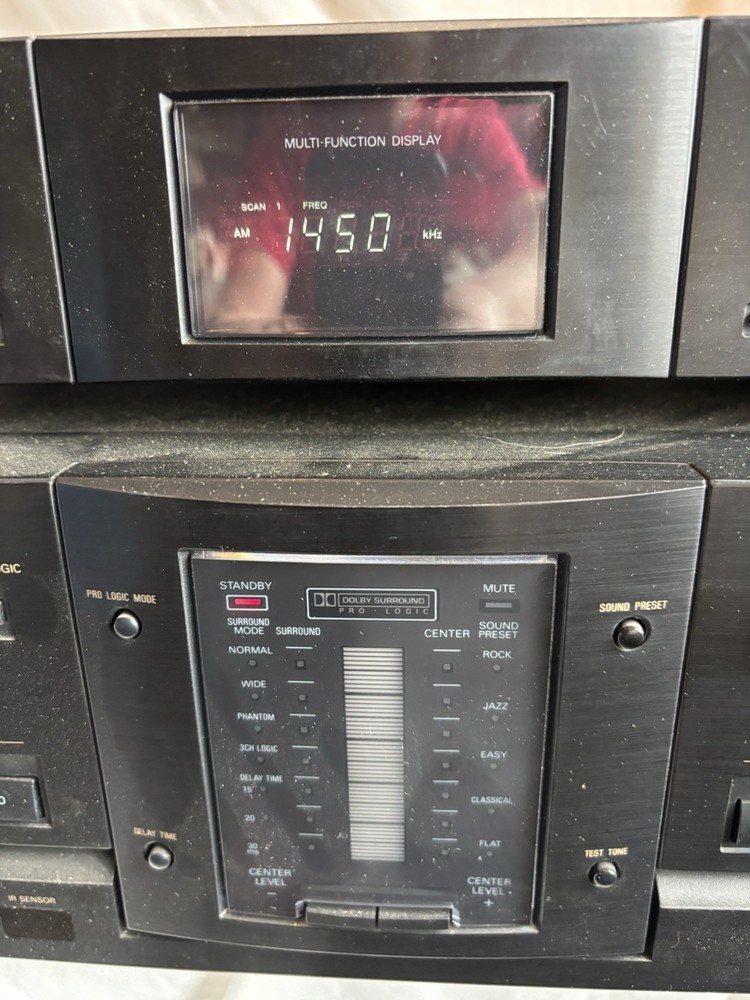 MULTI-FUNCTION DISPLAY
SCAN 1 FREQ
AM 1450 kHz
GIC
PRO LOGIC MODE
STANDBY
DOLBY SURROUND
PRO · LOGIC
MUTE
SOUND PRESET
SURROUND MODE
SURROUND
CENTER
SOUND PRESET
NORMAL
ROCK
WIDE
JAZZ
PHANTOM
3CH LOGIC
EASY
DELAY TIME
15
CLASSICAL
20
30 ms
FLAT
DELAY TIME
TEST TONE
CENTER LEVEL
–
CENTER LEVEL
+
IR SENSOR